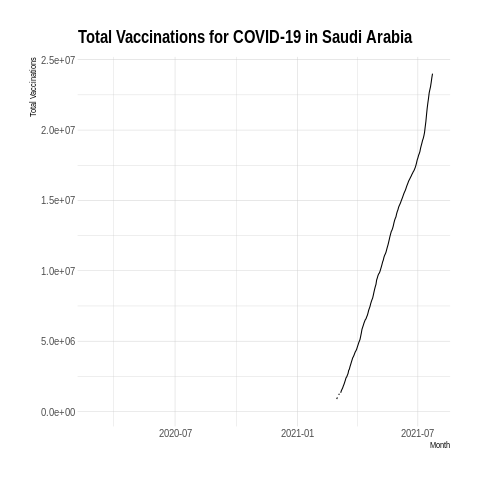 Total Vaccinations for COVID-19 in Saudi Arabia
Total Vaccinations
2.5e+07
2.0e+07
1.5e+07
1.0e+07
5.0e+06
0.0e+00
2020-07 2021-01 2021-07
Month